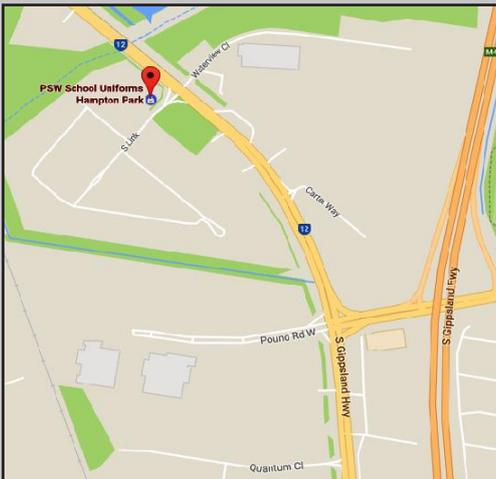 12
Waterview Cl
M4
PSW School Uniforms
Hampton Park
S Link
Carter Way
12
S Gippsland Fwy
Pound Rd W
S Gippsland Hwy
Quantum Cl